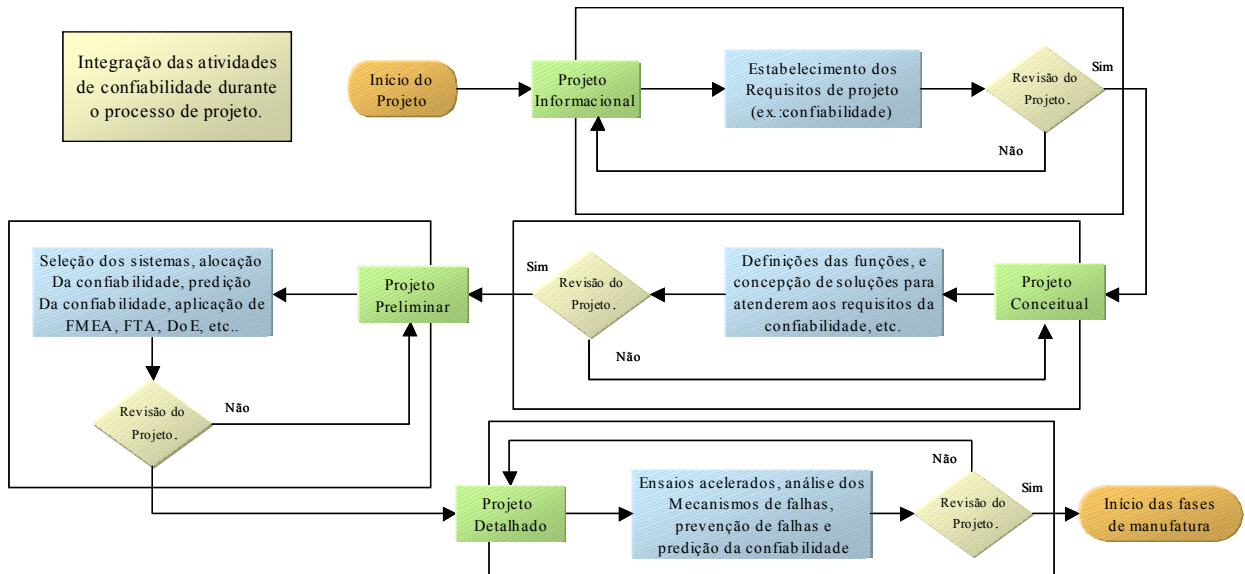 Integração das atividades
de confiabilidade durante
o processo de projeto.
Início do
Projeto
Projeto
Informacional
Estabelecimento dos
Requisitos de projeto
(ex.:confiabilidade)
Revisão do
Projeto.
Sim
Não
Projeto
Conceitual
Definições das funções, e
concepção de soluções para
atenderem aos requisitos da
confiabilidade, etc.
Revisão do
Projeto.
Sim
Não
Projeto
Preliminar
Seleção dos sistemas, alocação
Da confiabilidade, predição
Da confiabilidade, aplicação de
FMEA, FTA, DoE, etc..
Revisão do
Projeto.
Não
Projeto
Detalhado
Ensaios acelerados, análise dos
Mecanismos de falhas,
prevenção de falhas e
predição da confiabilidade
Revisão do
Projeto.
Não
Sim
Início das fases
de manufatura